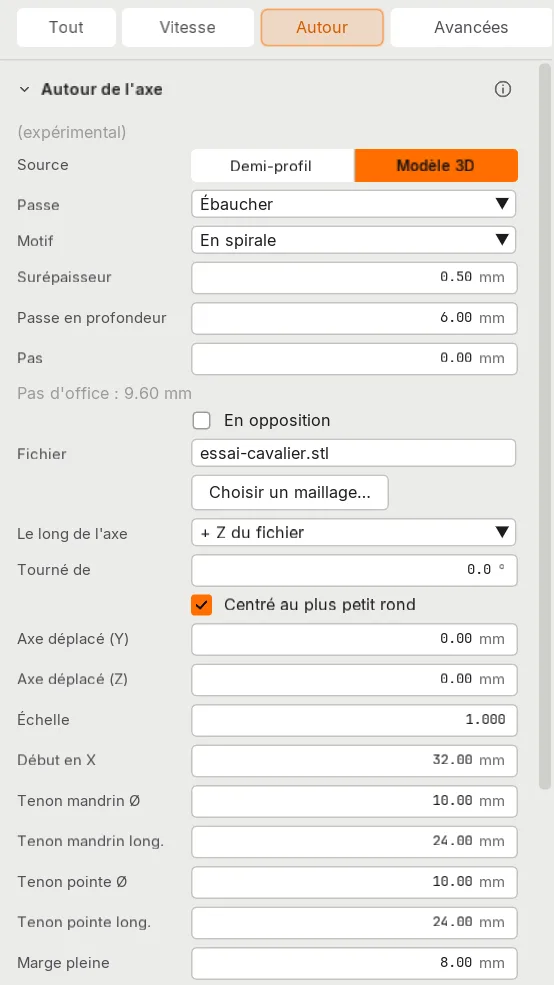 Tout Vitesse Autour Avancées
Autour de l'axe
(expérimental)
Source Demi-profil Modèle 3D
Passe Ébaucher
Motif En spirale
Surépaisseur 0.50 mm
Passe en profondeur 6.00 mm
Pas 0.00 mm
Pas d'office : 9.60 mm
En opposition
Fichier essai-cavalier.stl
Choisir un maillage...
Le long de l'axe + Z du fichier
Tourné de 0.0 °
Centré au plus petit rond
Axe déplacé (Y) 0.00 mm
Axe déplacé (Z) 0.00 mm
Échelle 1.000
Début en X 32.00 mm
Tenon mandrin Ø 10.00 mm
Tenon mandrin long. 24.00 mm
Tenon pointe Ø 10.00 mm
Tenon pointe long. 24.00 mm
Marge pleine 8.00 mm